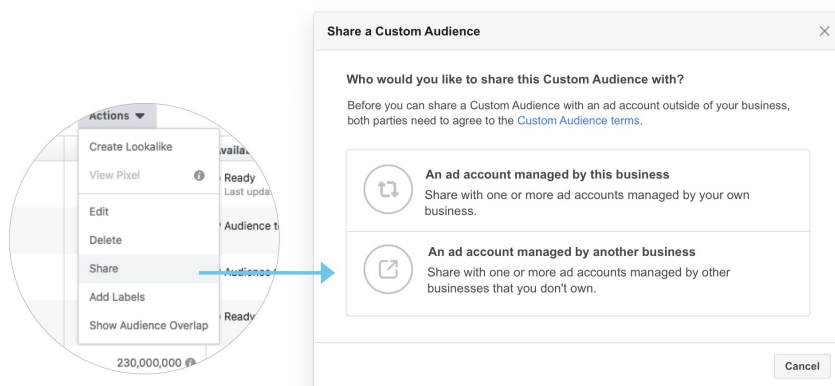 Actions
Create Lookalike
View Pixel
Edit
Delete
Share
Add Labels
Show Audience Overlap
Ready
Last upda
Audience t
Audience
Ready
230,000,000
Share a Custom Audience
Who would you like to share this Custom Audience with?
Before you can share a Custom Audience with an ad account outside of your business,
both parties need to agree to the Custom Audience terms.
An ad account managed by this business
Share with one or more ad accounts managed by your own
business.
An ad account managed by another business
Share with one or more ad accounts managed by other
businesses that you don't own.
Cancel